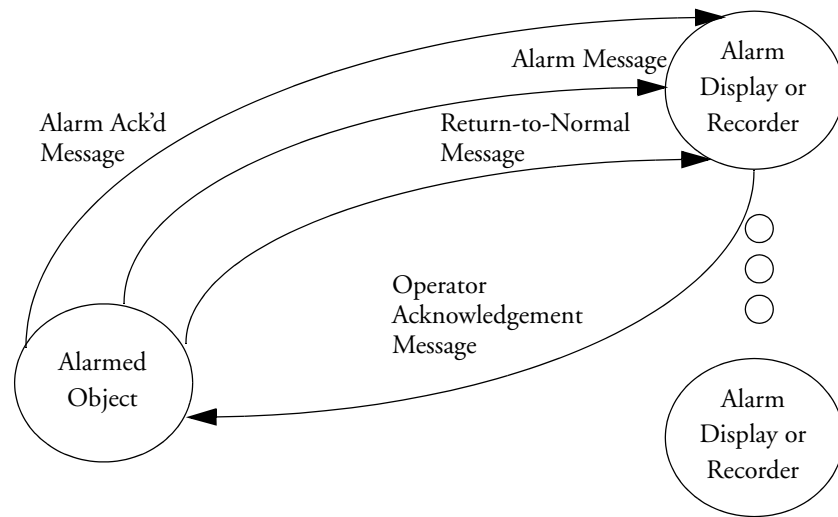 Alarm
Display or
Recorder
Alarm Message
Alarm Ack’d
Message
Return-to-Normal
Message
Operator
Acknowledgement
Message
Alarmed
Object
Alarm
Display or
Recorder